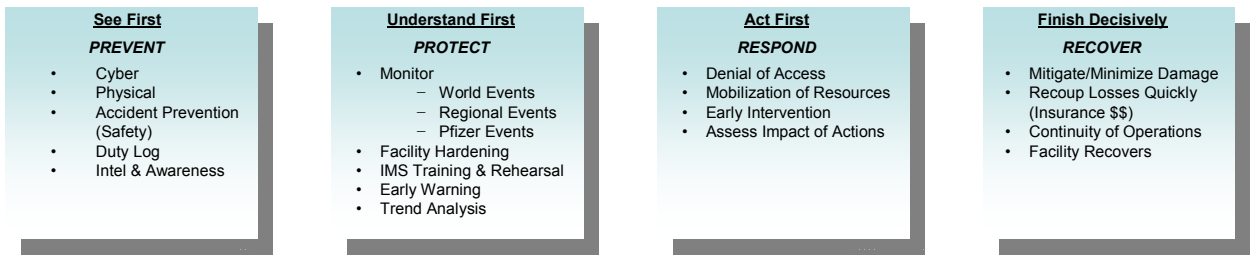 See First
PREVENT
• Cyber
• Physical
• Accident Prevention
(Safety)
• Duty Log
• Intel & Awareness
Understand First
PROTECT
• Monitor
– World Events
– Regional Events
– Pfizer Events
• Facility Hardening
• IMS Training & Rehearsal
• Early Warning
• Trend Analysis
Act First
RESPOND
• Denial of Access
• Mobilization of Resources
• Early Intervention
• Assess Impact of Actions
Finish Decisively
RECOVER
• Mitigate/Minimize Damage
• Recoup Losses Quickly
(Insurance $$)
• Continuity of Operations
• Facility Recovers